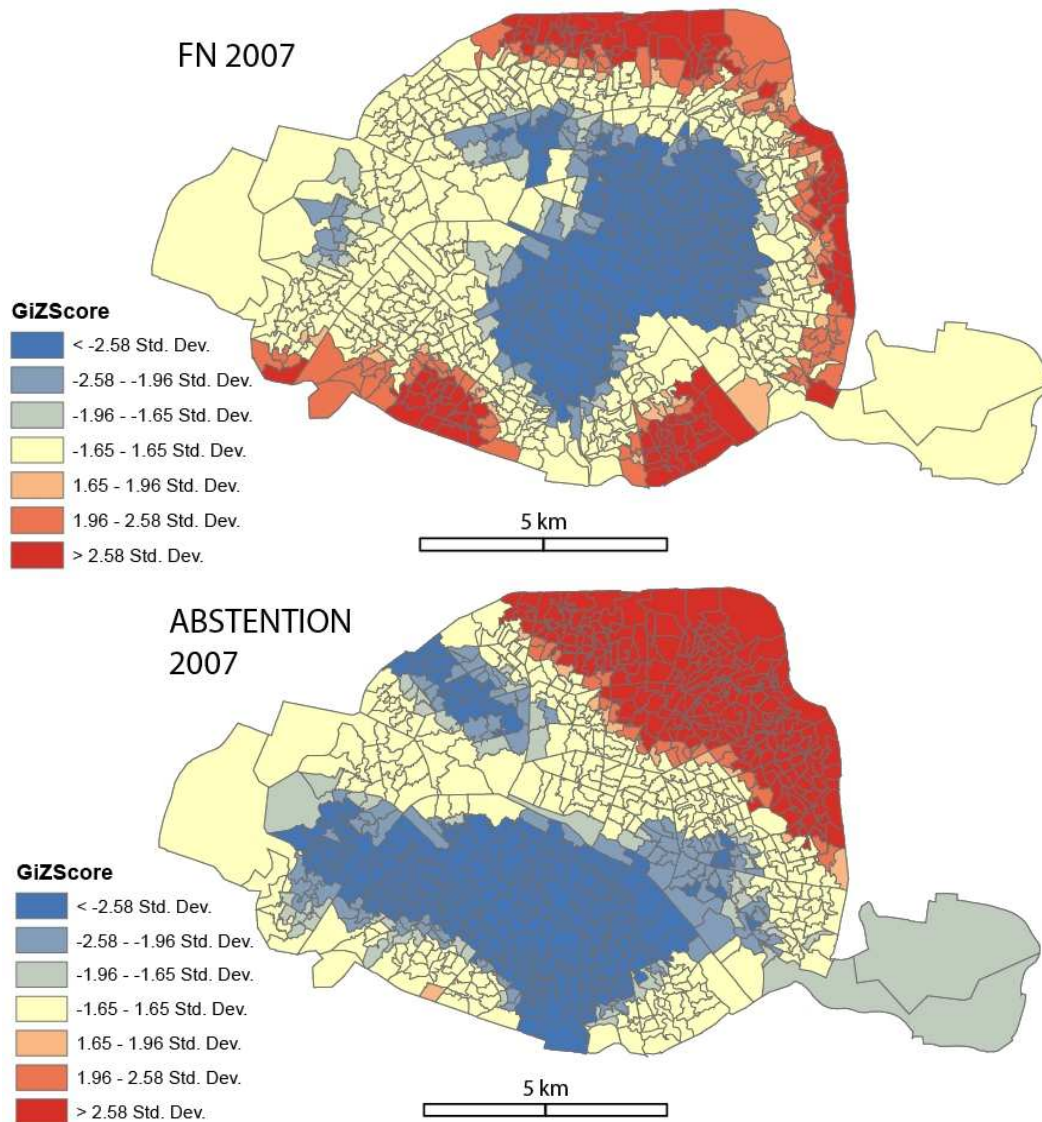 FN 2007
GiZScore
< -2.58 Std. Dev.
-2.58 - -1.96 Std. Dev.
-1.96 - -1.65 Std. Dev.
-1.65 - 1.65 Std. Dev.
1.65 - 1.96 Std. Dev.
1.96 - 2.58 Std. Dev.
> 2.58 Std. Dev.
5 km
ABSTENTION
2007
GiZScore
< -2.58 Std. Dev.
-2.58 - -1.96 Std. Dev.
-1.96 - -1.65 Std. Dev.
-1.65 - 1.65 Std. Dev.
1.65 - 1.96 Std. Dev.
1.96 - 2.58 Std. Dev.
> 2.58 Std. Dev.
5 km